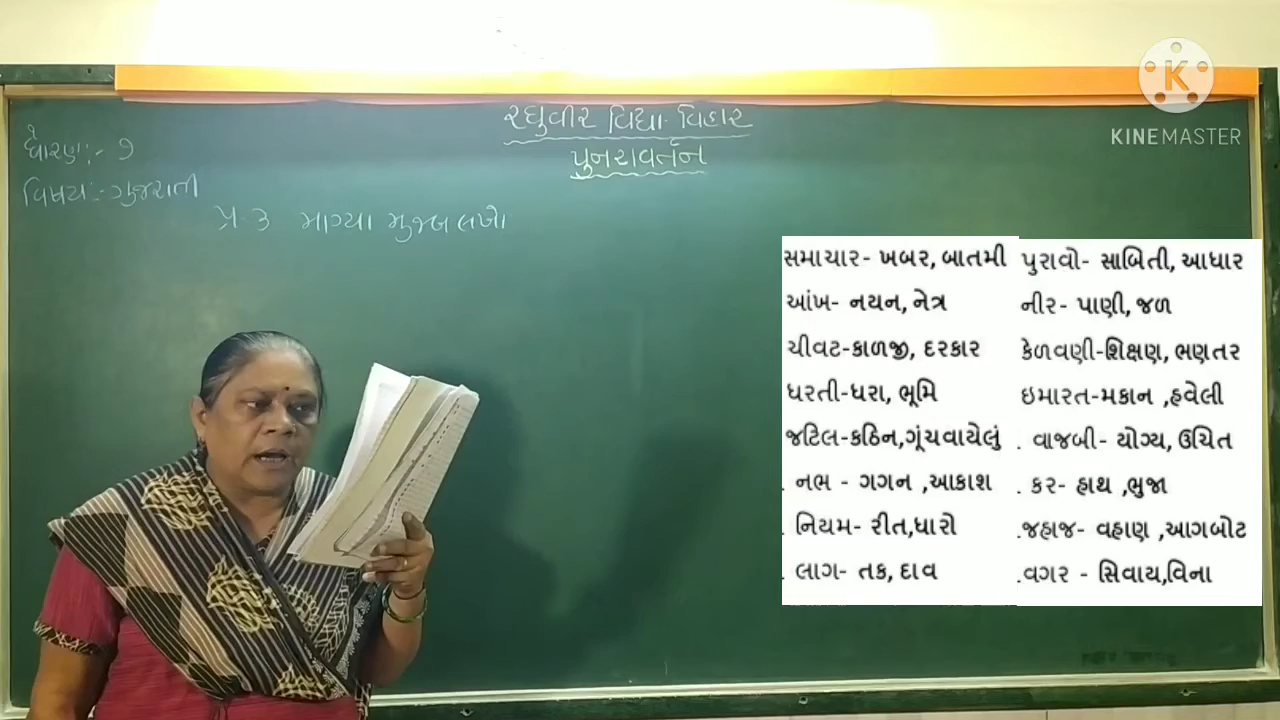 રઘુવીર વિદ્યા વિહાર
પુનરાવર્તન
ધોરણ:- ૭
વિષય:- ગુજરાતી
પ્ર-૩ માગ્યા મુજબ લખો
K
KINEMASTER
સમાચાર- ખબર, બાતમી
આંખ- નયન, નેત્ર
ચીવટ-કાળજી, દરકાર
ધરતી-ધરા, ભૂમિ
જટિલ-કઠિન,ગૂંચવાયેલું
. નભ - ગગન ,આકાશ
. નિયમ- રીત,ધારો
. લાગ- તક, દાવ
પુરાવો- સાબિતી, આધાર
નીર- પાણી, જળ
કેળવણી-શિક્ષણ, ભણતર
ઇમારત-મકાન ,હવેલી
. વાજબી- યોગ્ય, ઉચિત
. કર- હાથ ,ભુજા
.જહાજ- વહાણ ,આગબોટ
.વગર - સિવાય,વિના